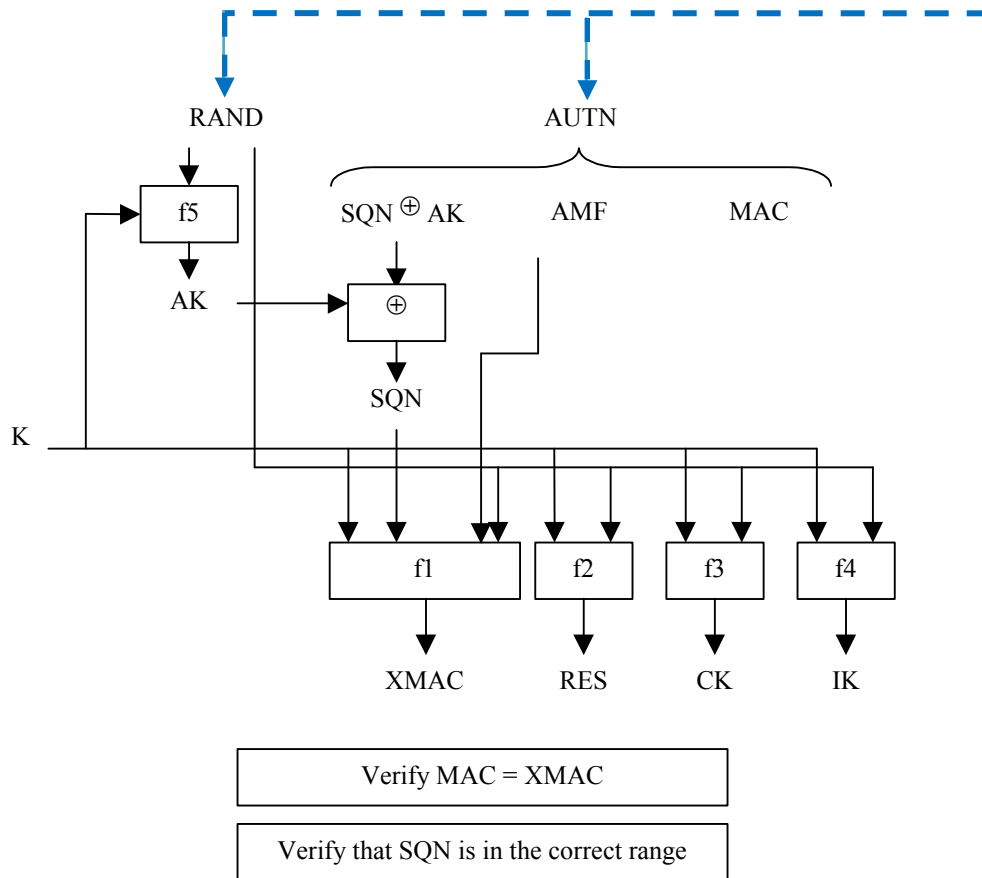 RAND AUTN
f5
SQN ⊕ AK AMF MAC
AK
⊕
SQN
K
f1 f2 f3 f4
XMAC RES CK IK
Verify MAC = XMAC
Verify that SQN is in the correct range